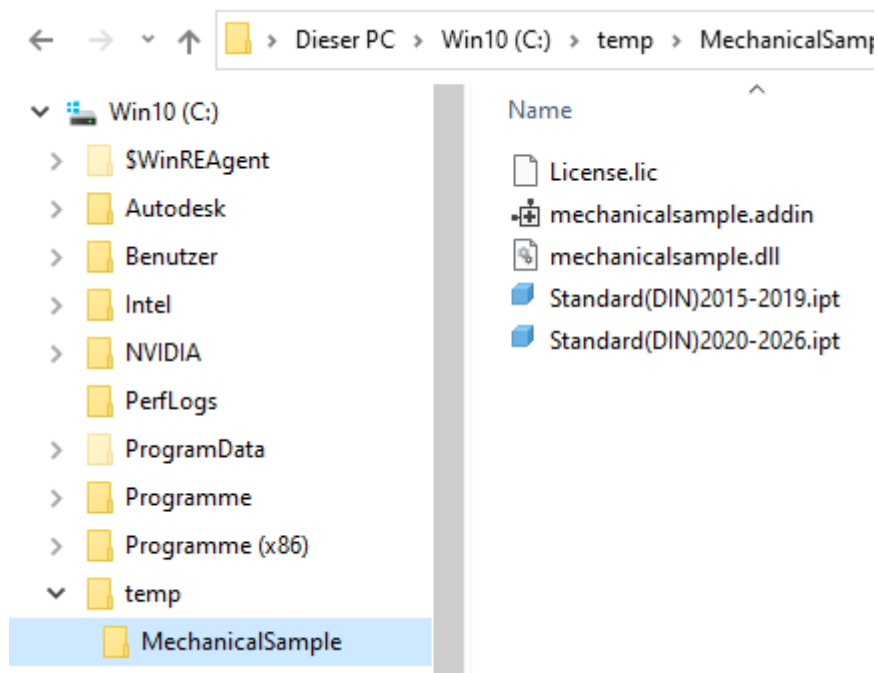 Dieser PC > Win10 (C:) > temp > MechanicalSamp
Win10 (C:)
$WinREAgent
Autodesk
Benutzer
Intel
NVIDIA
PerfLogs
ProgramData
Programme
Programme (x86)
temp
MechanicalSample
Name
License.lic
mechanicalsample.addin
mechanicalsample.dll
Standard(DIN)2015-2019.ipt
Standard(DIN)2020-2026.ipt